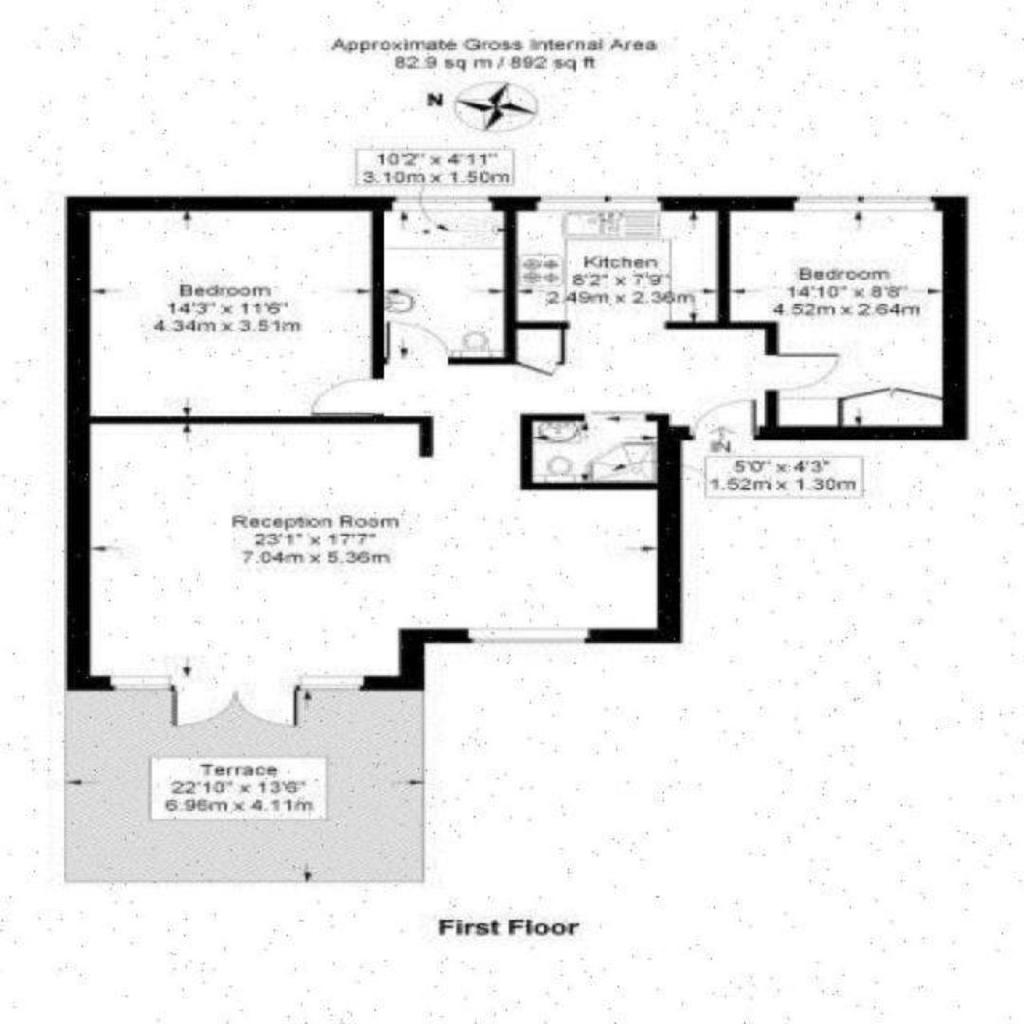 Approximate Gross Internal Area
82.9 sq m / 892 sq ft
N
10'2" x 4'11"
3.10m x 1.50m
Kitchen
8'2" x 7'9"
2.49m x 2.36m
Bedroom
14'10" x 8'8"
4.52m x 2.64m
Bedroom
14'3" x 11'6"
4.34m x 3.51m
IN
5'0" x 4'3"
1.52m x 1.30m
Reception Room
23'1" x 17'7"
7.04m x 5.36m
Terrace
22'10" x 13'6"
6.96m x 4.11m
First Floor